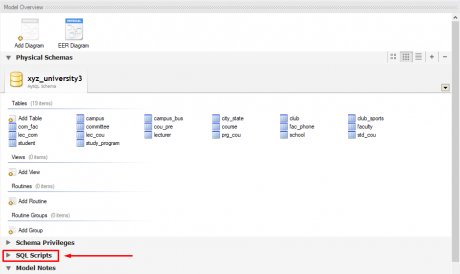 Model Overview
Add Diagram
EER Diagram
Physical Schemas
xyz_university3
MySQL Schema
Tables (19 items)
Add Table campus campus_bus city_state club club_sports
com_fac committee cou_pre course fac_phone faculty
lec_com lec_cou lecturer prg_cou school std_cou
student study_program
Views (0 items)
Add View
Routines (0 items)
Add Routine
Routine Groups (0 items)
Add Group
Schema Privileges
SQL Scripts
Model Notes